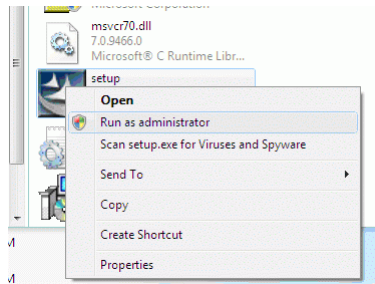 Microsoft Corporation
msvcr70.dll
7.0.9466.0
Microsoft® C Runtime Libr...
setup
Open
Run as administrator
Scan setup.exe for Viruses and Spyware
Send To
Copy
Create Shortcut
Properties
M
M